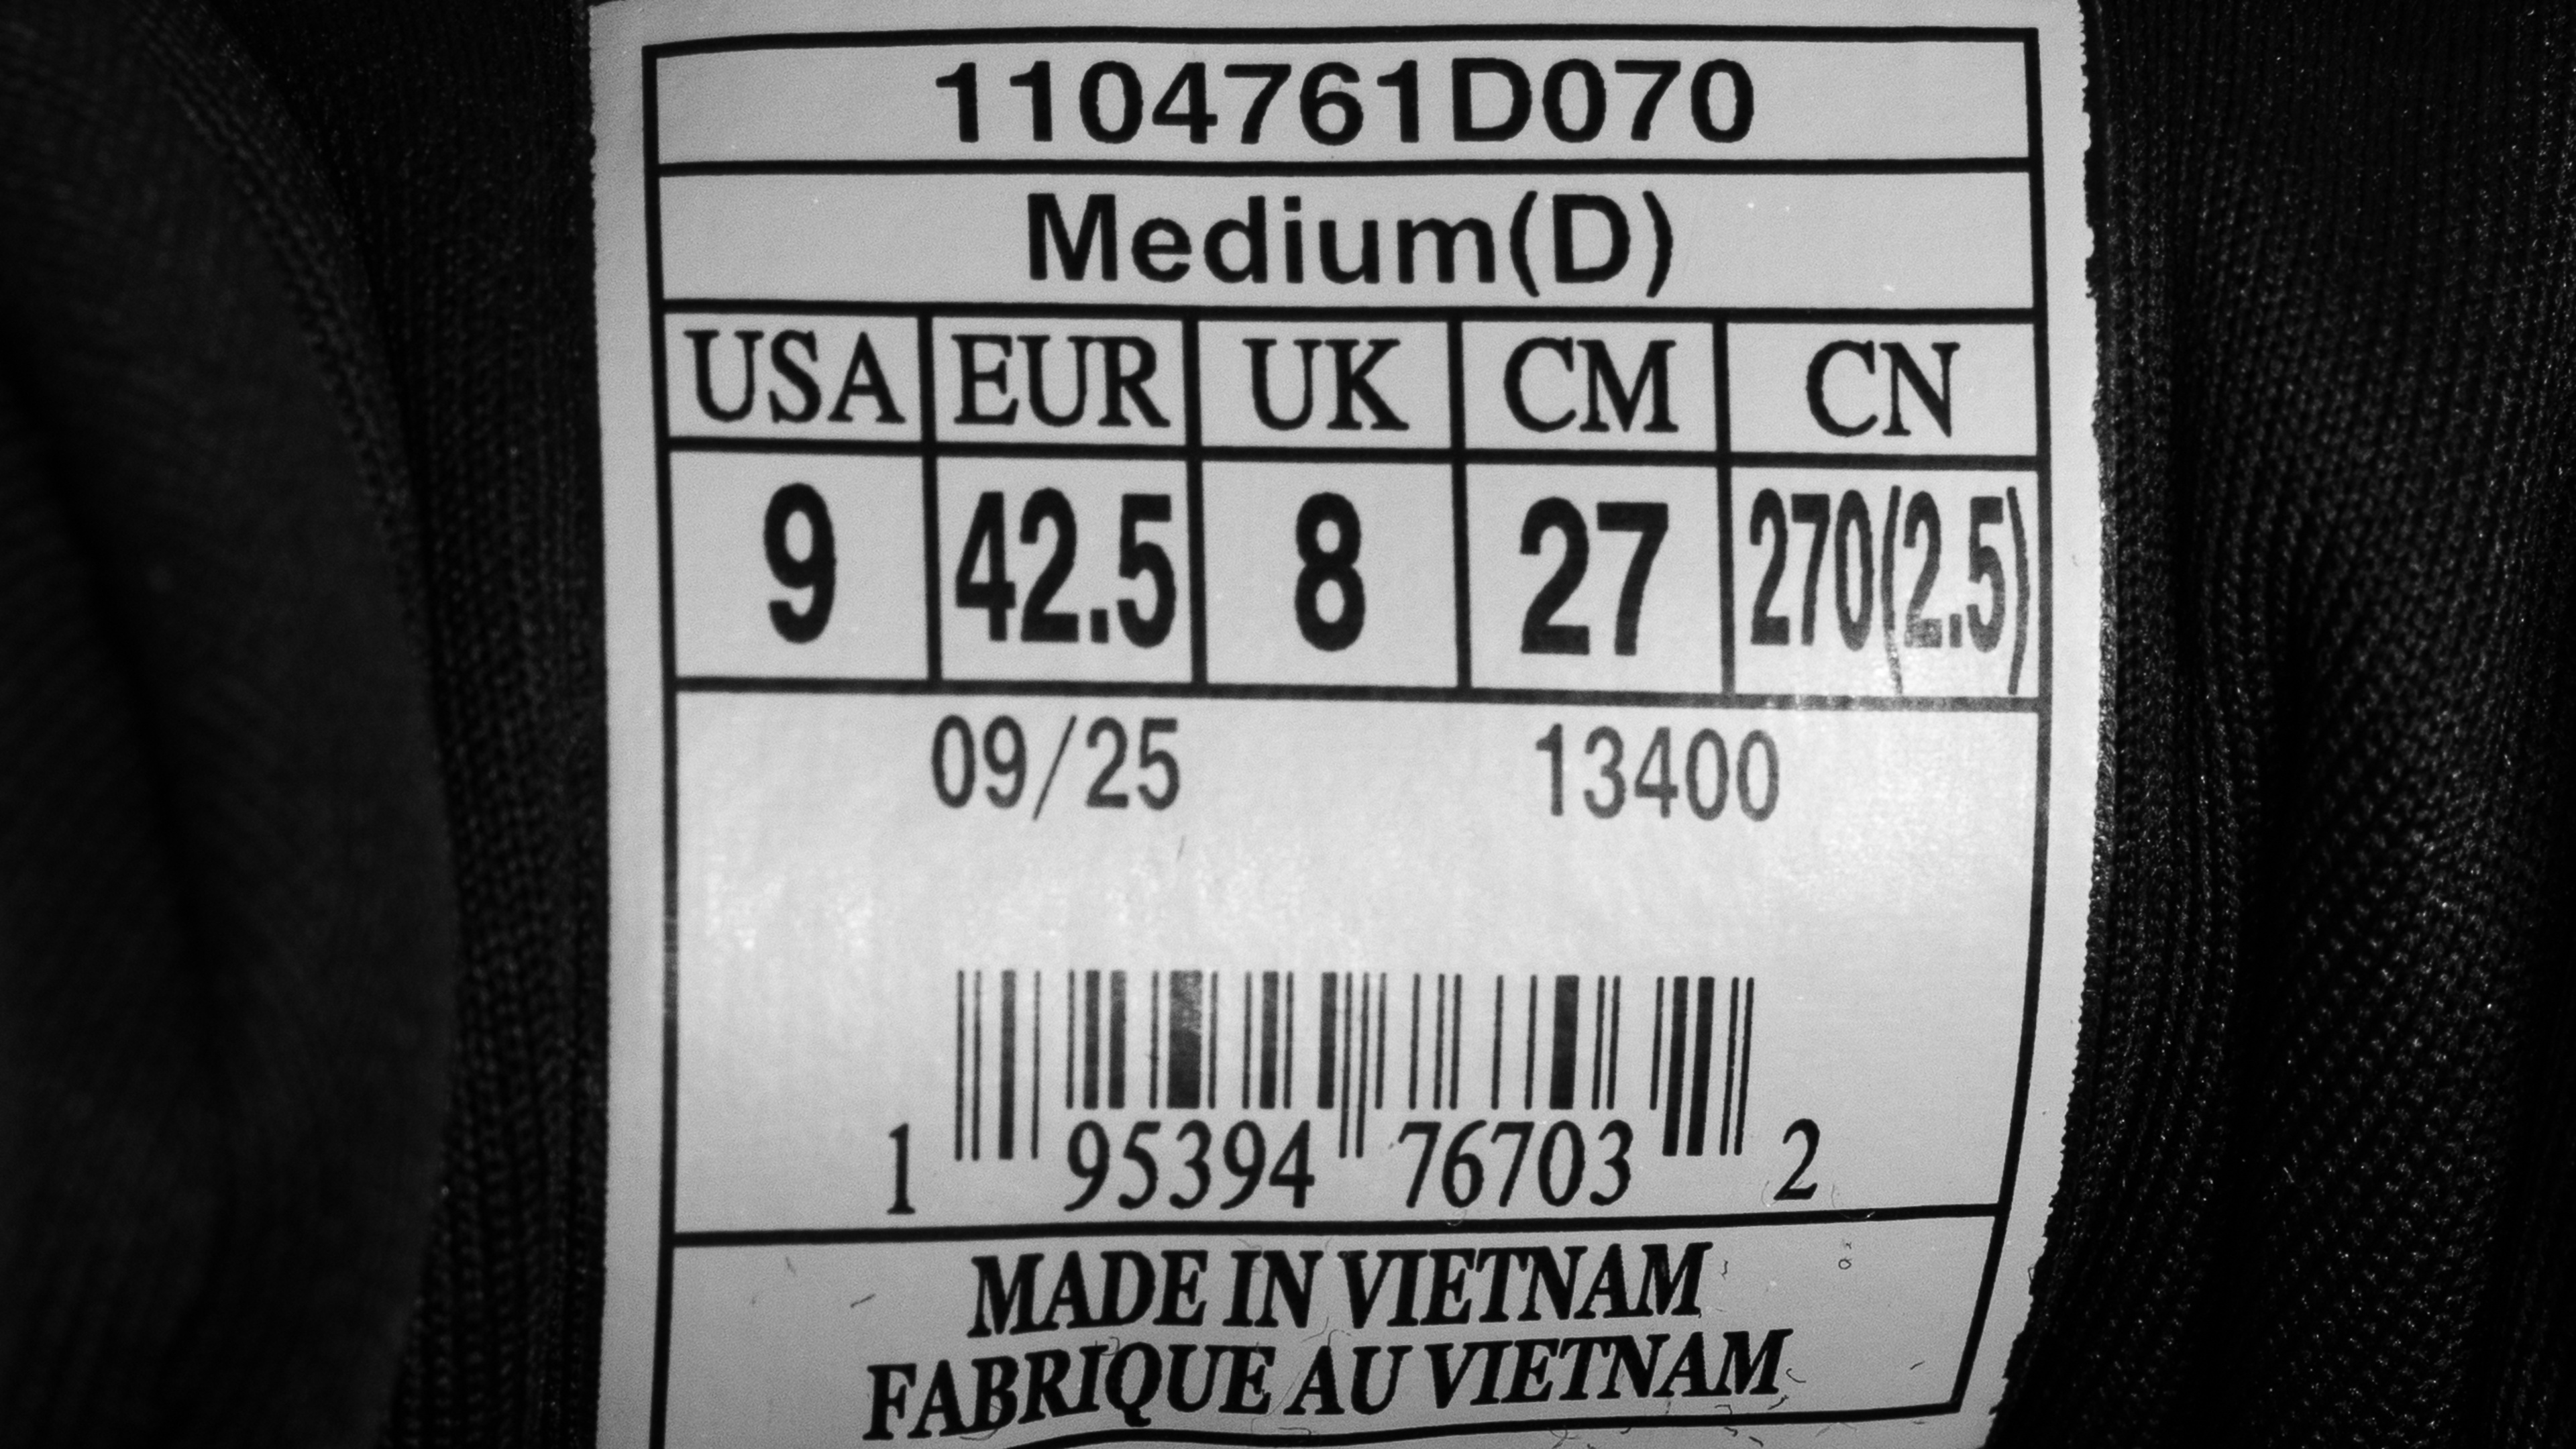 1104761D070
Medium(D)
USA EUR UK CM CN
9 42.5 8 27 270(2.5)
09/25 13400
1 95394 76703 2
MADE IN VIETNAM
FABRIQUE AU VIETNAM